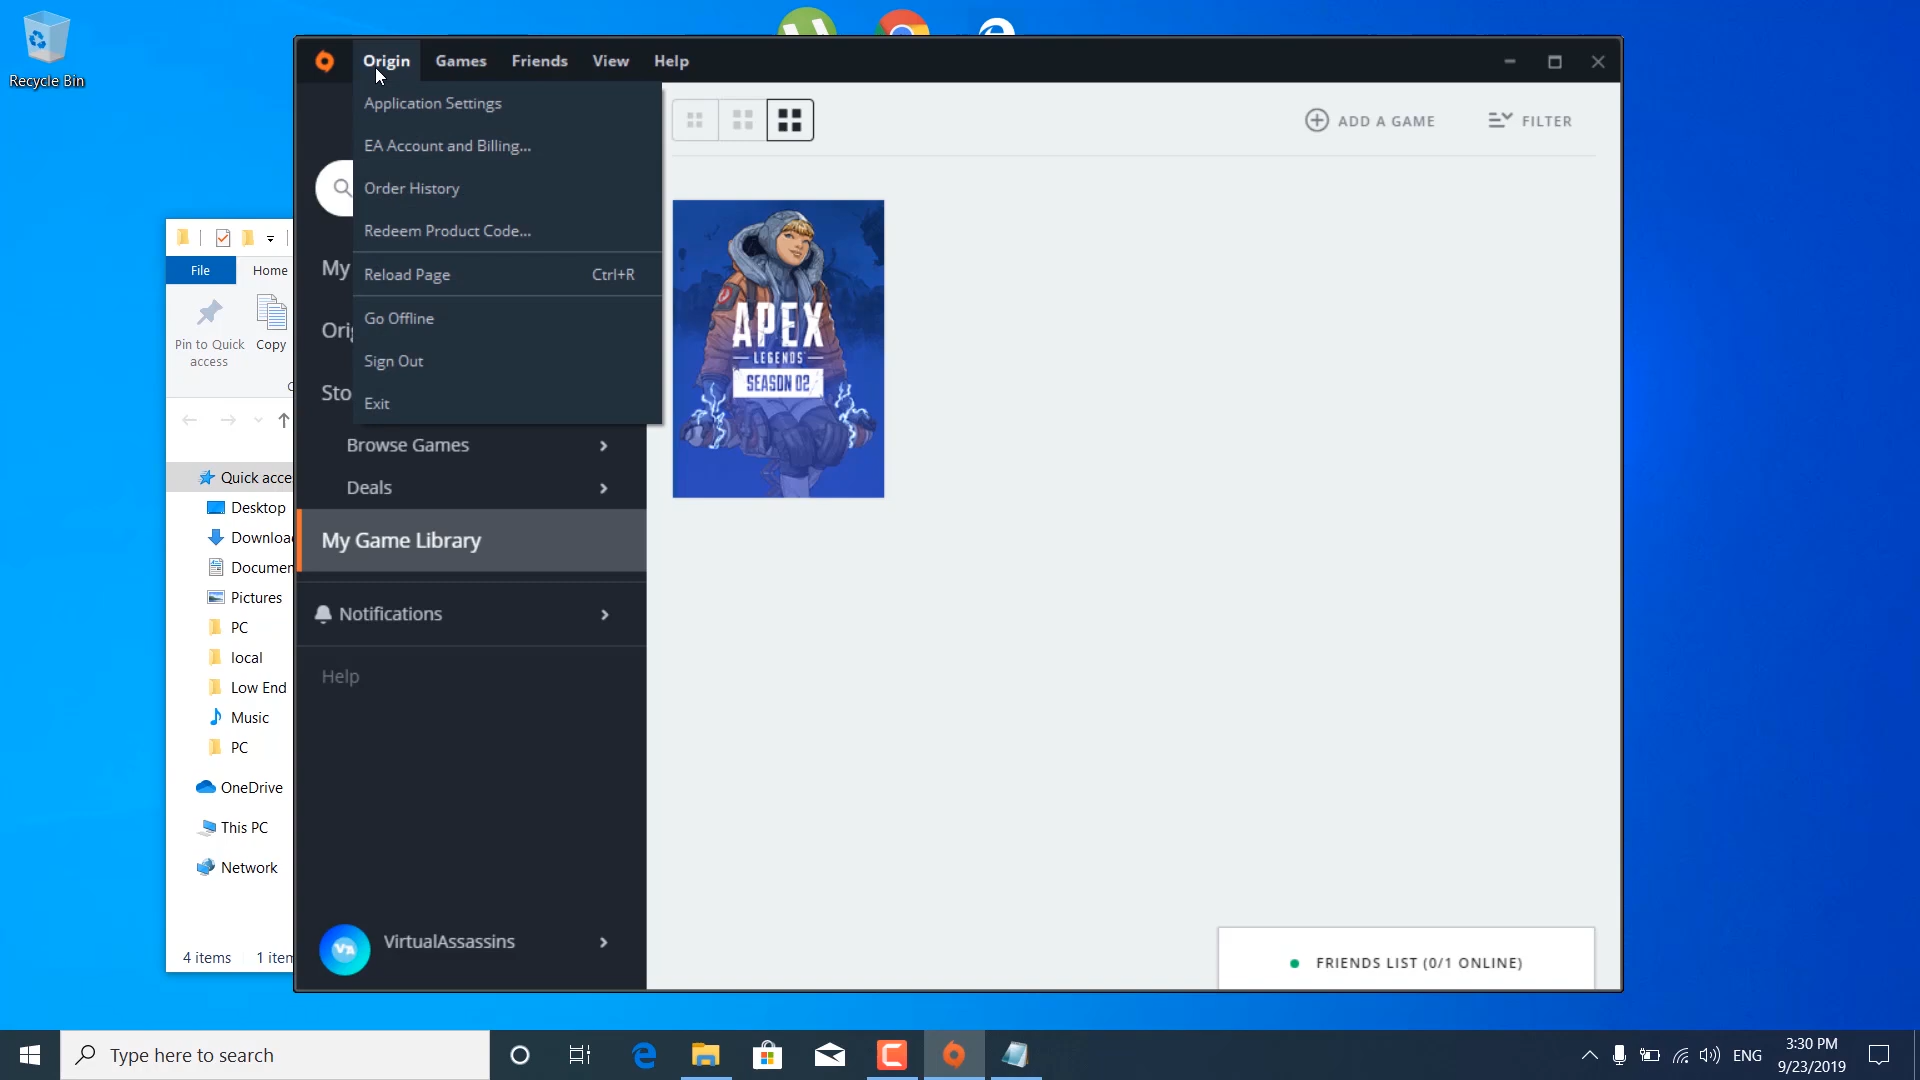 Recycle Bin
Origin
Games
Friends
View
Help
Application Settings
EA Account and Billing...
Order History
Redeem Product Code...
Reload Page Ctrl+R
Go Offline
Sign Out
Exit
My
Sto
Browse Games
Deals
My Game Library
Notifications
Help
VirtualAssassins
VA
ADD A GAME
FILTER
APEX
LEGENDS
SEASON 02
FRIENDS LIST (0/1 ONLINE)
File
Home
Pin to Quick
access
Copy
Quick acce
Desktop
Downloa
Documen
Pictures
PC
local
Low End
Music
PC
OneDrive
This PC
Network
4 items
1 iten
Type here to search
ENG
3:30 PM
9/23/2019